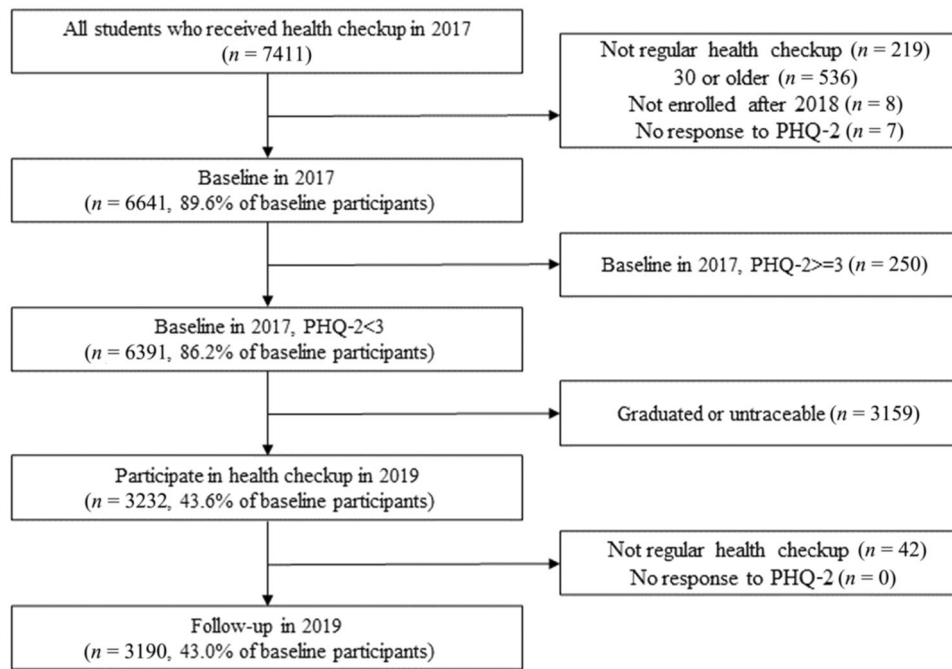 All students who received health checkup in 2017
(n = 7411)
Not regular health checkup (n = 219)
30 or older (n = 536)
Not enrolled after 2018 (n = 8)
No response to PHQ-2 (n = 7)
Baseline in 2017
(n = 6641, 89.6% of baseline participants)
Baseline in 2017, PHQ-2>=3 (n = 250)
Baseline in 2017, PHQ-2<3
(n = 6391, 86.2% of baseline participants)
Graduated or untraceable (n = 3159)
Participate in health checkup in 2019
(n = 3232, 43.6% of baseline participants)
Not regular health checkup (n = 42)
No response to PHQ-2 (n = 0)
Follow-up in 2019
(n = 3190, 43.0% of baseline participants)